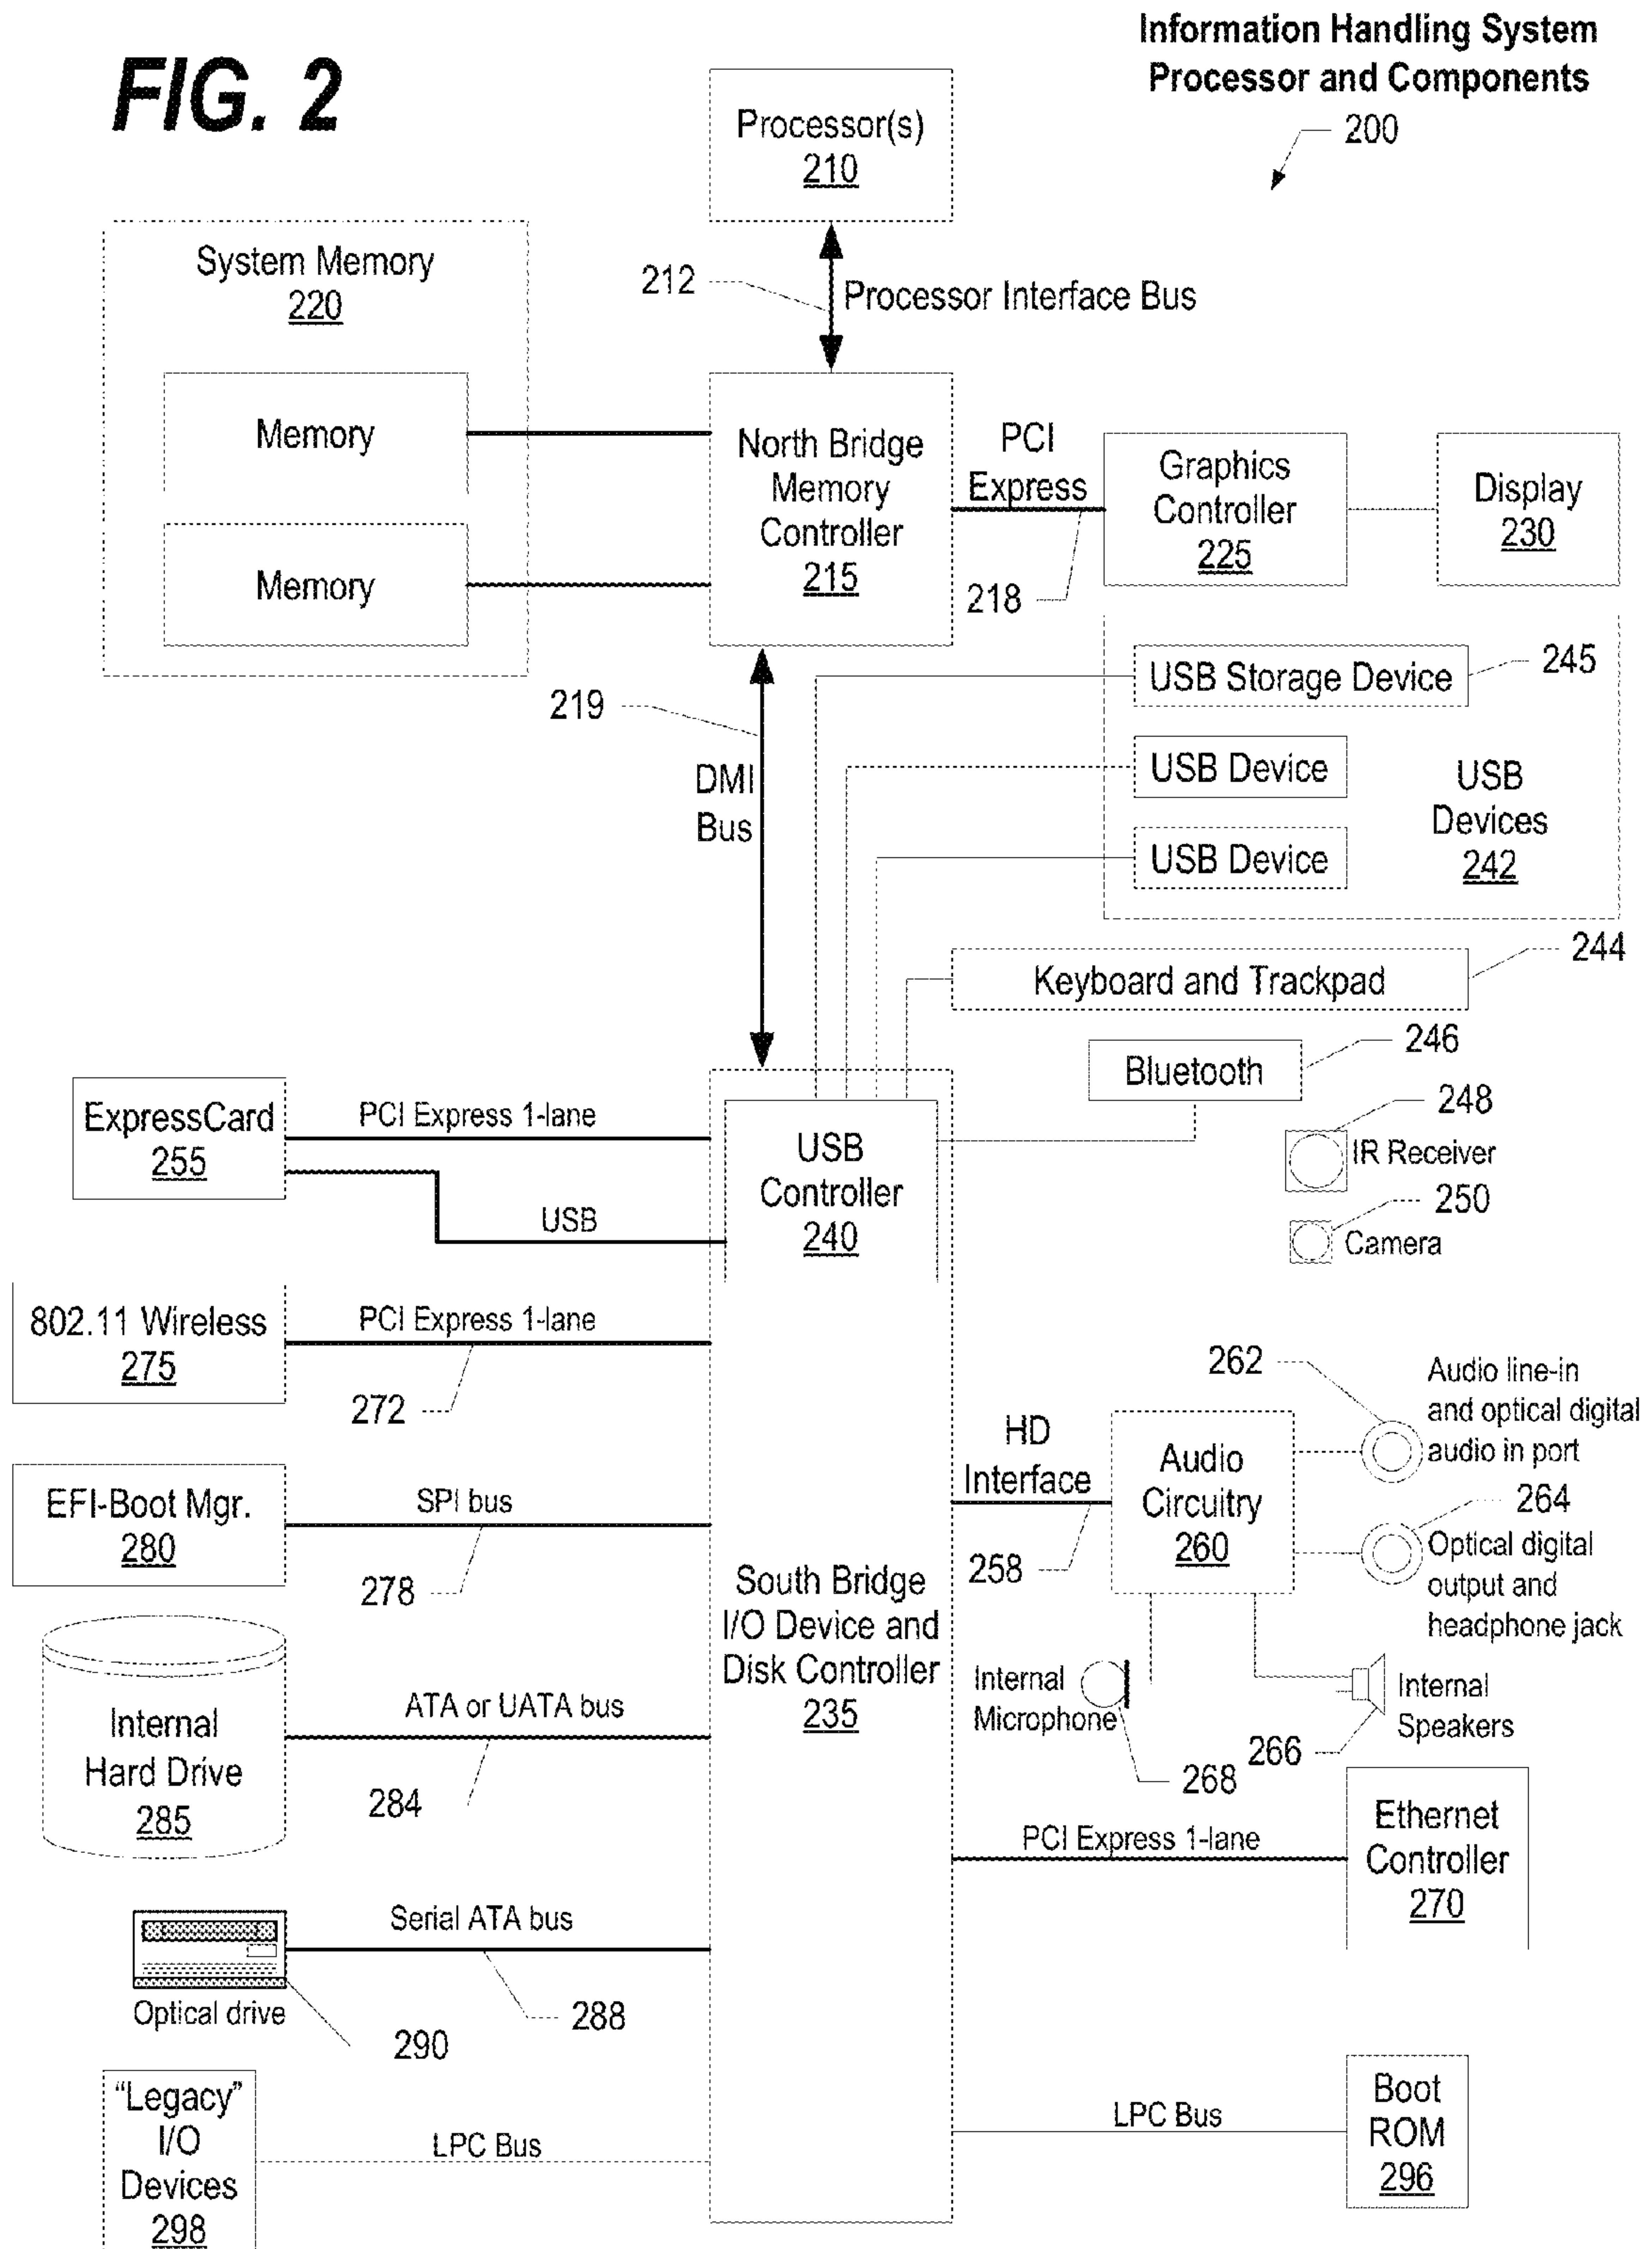 FIG. 2
Information Handling System
Processor and Components
200
Processor(s)
210
System Memory
220
212
Processor Interface Bus
Memory
Memory
North Bridge
Memory
Controller
215
PCI
Express
218
Graphics
Controller
225
Display
230
219
DMI
Bus
USB Storage Device
245
USB Device
USB Device
USB
Devices
242
Keyboard and Trackpad
244
Bluetooth
246
248
IR Receiver
250
Camera
ExpressCard
255
PCI Express 1-lane
USB
USB
Controller
240
802.11 Wireless
275
PCI Express 1-lane
272
EFI-Boot Mgr.
280
SPI bus
278
South Bridge
I/O Device and
Disk Controller
235
HD
Interface
258
Audio
Circuitry
260
262
Audio line-in
and optical digital
audio in port
264
Optical digital
output and
headphone jack
Internal
Microphone
268
Internal
Speakers
266
Internal
Hard Drive
285
ATA or UATA bus
284
PCI Express 1-lane
Ethernet
Controller
270
Serial ATA bus
288
Optical drive
290
"Legacy"
I/O
Devices
298
LPC Bus
LPC Bus
Boot
ROM
296